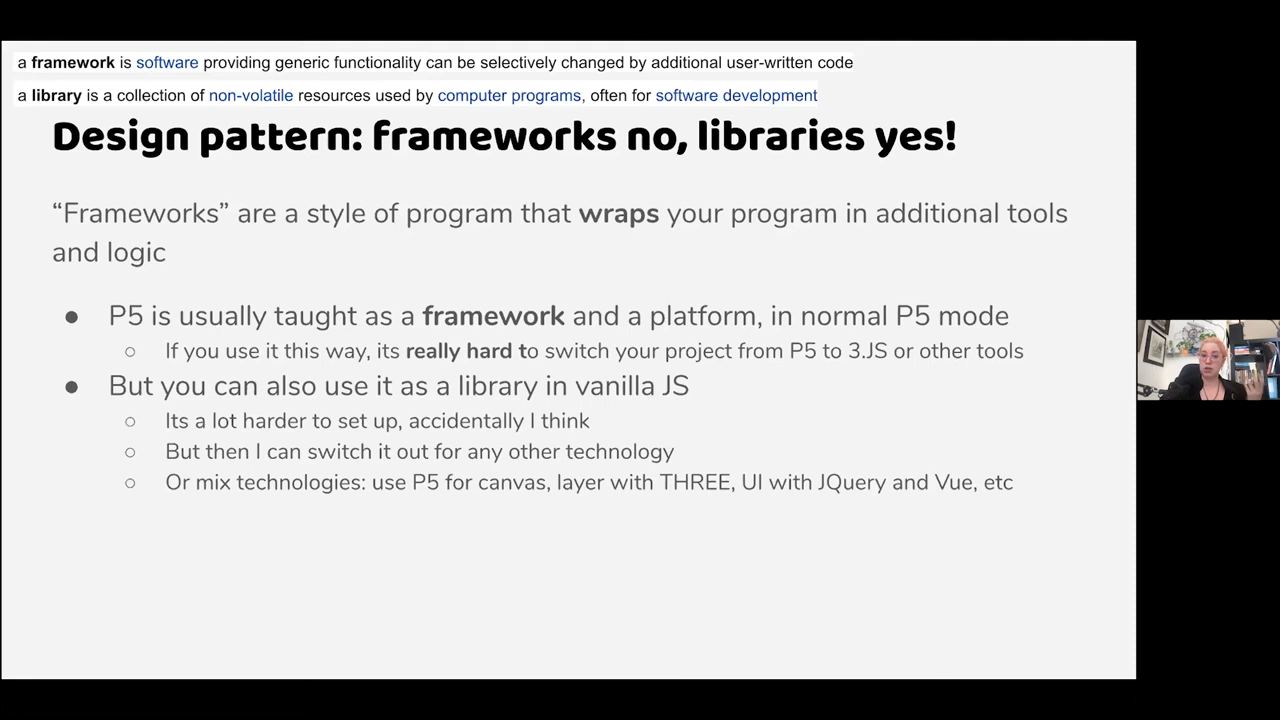 a framework is software providing generic functionality can be selectively changed by additional user-written code
a library is a collection of non-volatile resources used by computer programs, often for software development
Design pattern: frameworks no, libraries yes!
“Frameworks” are a style of program that wraps your program in additional tools
and logic
● P5 is usually taught as a framework and a platform, in normal P5 mode
○ If you use it this way, its really hard to switch your project from P5 to 3.JS or other tools
● But you can also use it as a library in vanilla JS
○ Its a lot harder to set up, accidentally I think
○ But then I can switch it out for any other technology
○ Or mix technologies: use P5 for canvas, layer with THREE, UI with JQuery and Vue, etc